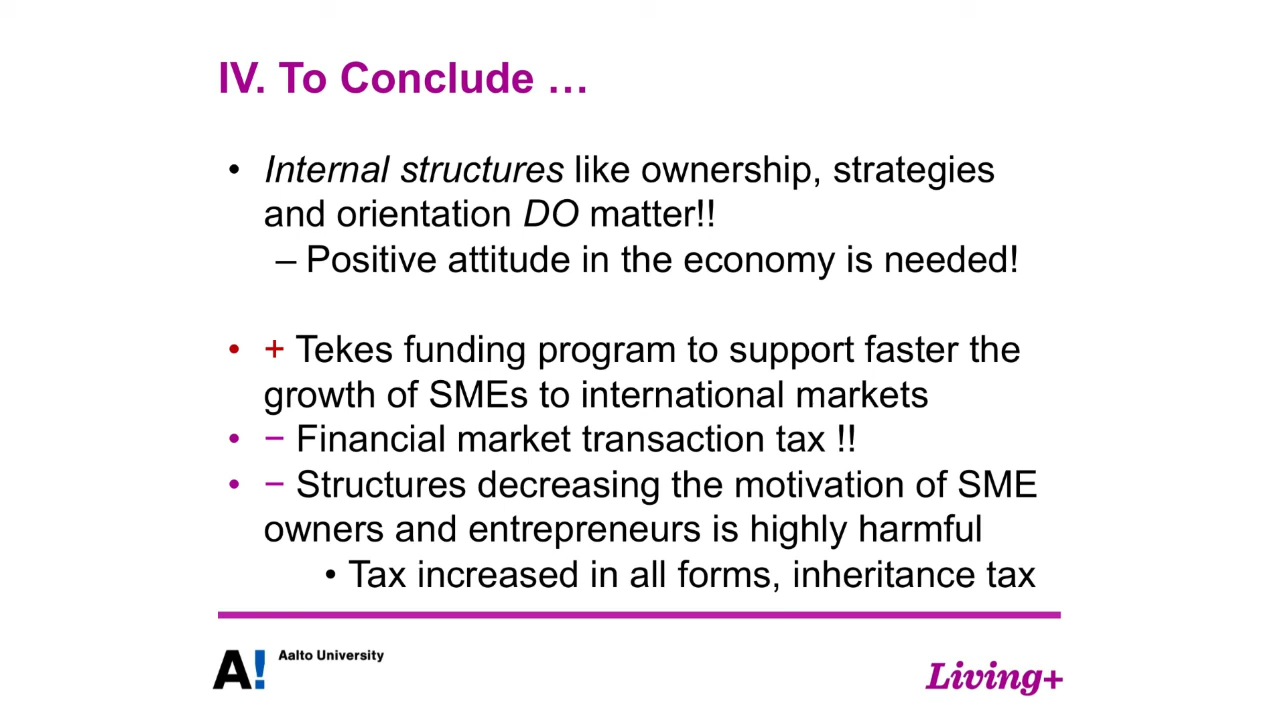 IV. To Conclude …
• Internal structures like ownership, strategies
and orientation DO matter!!
– Positive attitude in the economy is needed!
• + Tekes funding program to support faster the
growth of SMEs to international markets
• − Financial market transaction tax !!
• − Structures decreasing the motivation of SME
owners and entrepreneurs is highly harmful
• Tax increased in all forms, inheritance tax
A! Aalto University
Living+